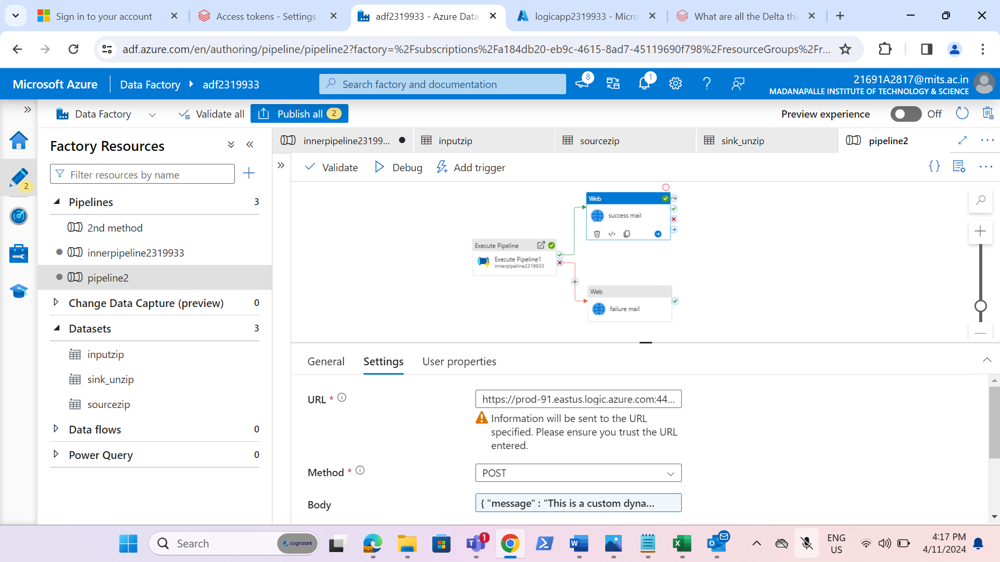 Sign in to your account
Access tokens - Settings
adf2319933 - Azure Data
logicapp2319933 - Micro
What are all the Delta thi
adf.azure.com/en/authoring/pipeline/pipeline2?factory=%2Fsubscriptions%2Fa184db20-eb9c-4615-8ad7-45119690f798%2FresourceGroups%2Fr...
Microsoft Azure
Data Factory
adf2319933
Search factory and documentation
8
1
21691A2817@mits.ac.in
MADANAPALLE INSTITUTE OF TECHNOLOGY & SCIENCE
Data Factory
Validate all
Publish all 2
Preview experience
Off
Factory Resources
innerpipeline23199...
inputzip
sourcezip
sink_unzip
pipeline2
Filter resources by name
Validate
Debug
Add trigger
2
Pipelines 3
2nd method
innerpipeline2319933
pipeline2
Change Data Capture (preview) 0
Datasets 3
inputzip
sink_unzip
sourcezip
Data flows 0
Power Query 0
Web
success mail
Execute Pipeline
Execute Pipeline1
innerpipeline2319933
Web
failure mail
General
Settings
User properties
URL *
https://prod-91.eastus.logic.azure.com:44...
Information will be sent to the URL
specified. Please ensure you trust the URL
entered.
Method *
POST
Body
{ "message" : "This is a custom dyna...
Search
cognizant
1
ENG
US
4:17 PM
4/11/2024